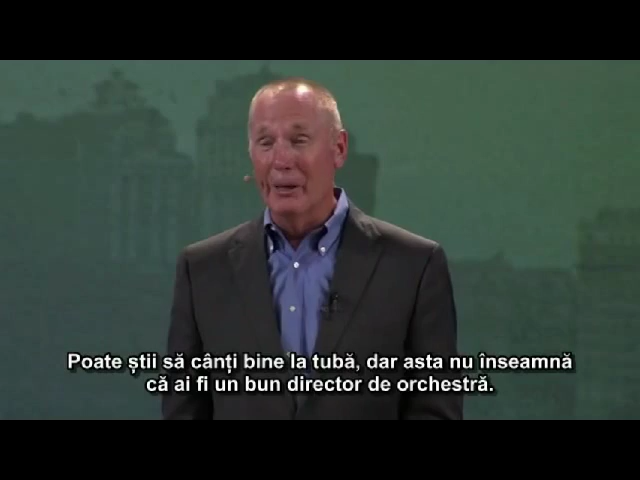 Poate știi să cânți bine la tubă, dar asta nu înseamnă
că ai fi un bun director de orchestră.